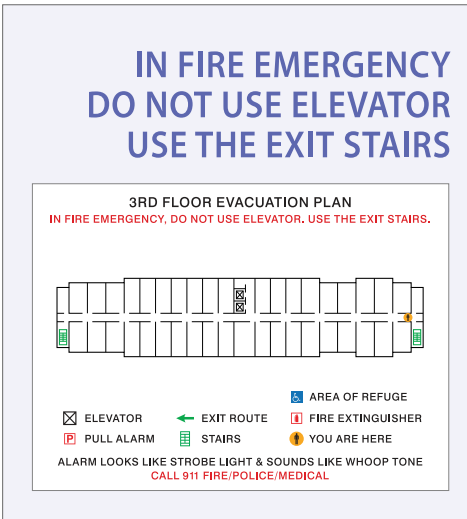 IN FIRE EMERGENCY
DO NOT USE ELEVATOR
USE THE EXIT STAIRS
3RD FLOOR EVACUATION PLAN
IN FIRE EMERGENCY, DO NOT USE ELEVATOR. USE THE EXIT STAIRS.
AREA OF REFUGE
ELEVATOR EXIT ROUTE FIRE EXTINGUISHER
P PULL ALARM STAIRS YOU ARE HERE
ALARM LOOKS LIKE STROBE LIGHT & SOUNDS LIKE WHOOP TONE
CALL 911 FIRE/POLICE/MEDICAL